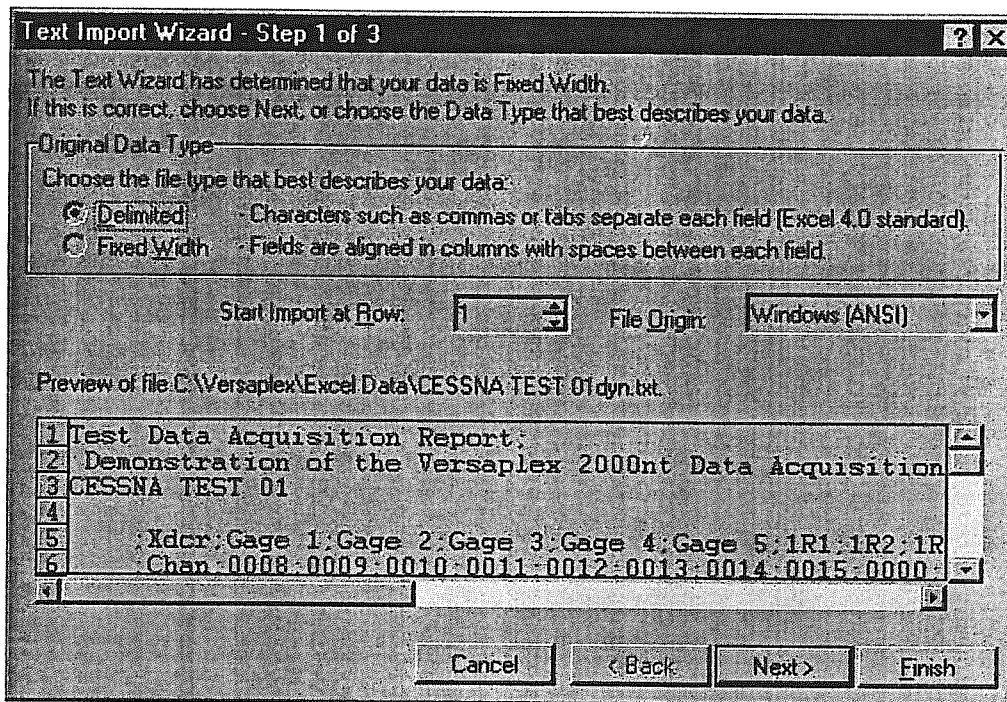 Text Import Wizard - Step 1 of 3
The Text Wizard has determined that your data is Fixed Width.
If this is correct, choose Next, or choose the Data Type that best describes your data.
Original Data Type
Choose the file type that best describes your data:
Delimited - Characters such as commas or tabs separate each field (Excel 4.0 standard).
Fixed Width - Fields are aligned in columns with spaces between each field.
Start Import at Row: 1 File Origin: Windows (ANSI)
Preview of file C:\Versaplex\Excel Data\CESSNA TEST 01dyn.txt.
1 Test Data Acquisition Report;
2 Demonstration of the Versaplex 2000nt Data Acquisition
3 CESSNA TEST 01
4
5 ;Xdcr;Gage 1;Gage 2;Gage 3;Gage 4;Gage 5;1R1;1R2;1R
6 ;Chan;0008;0009;0010;0011;0012;0013;0014;0015;0000;
Cancel < Back Next > Finish